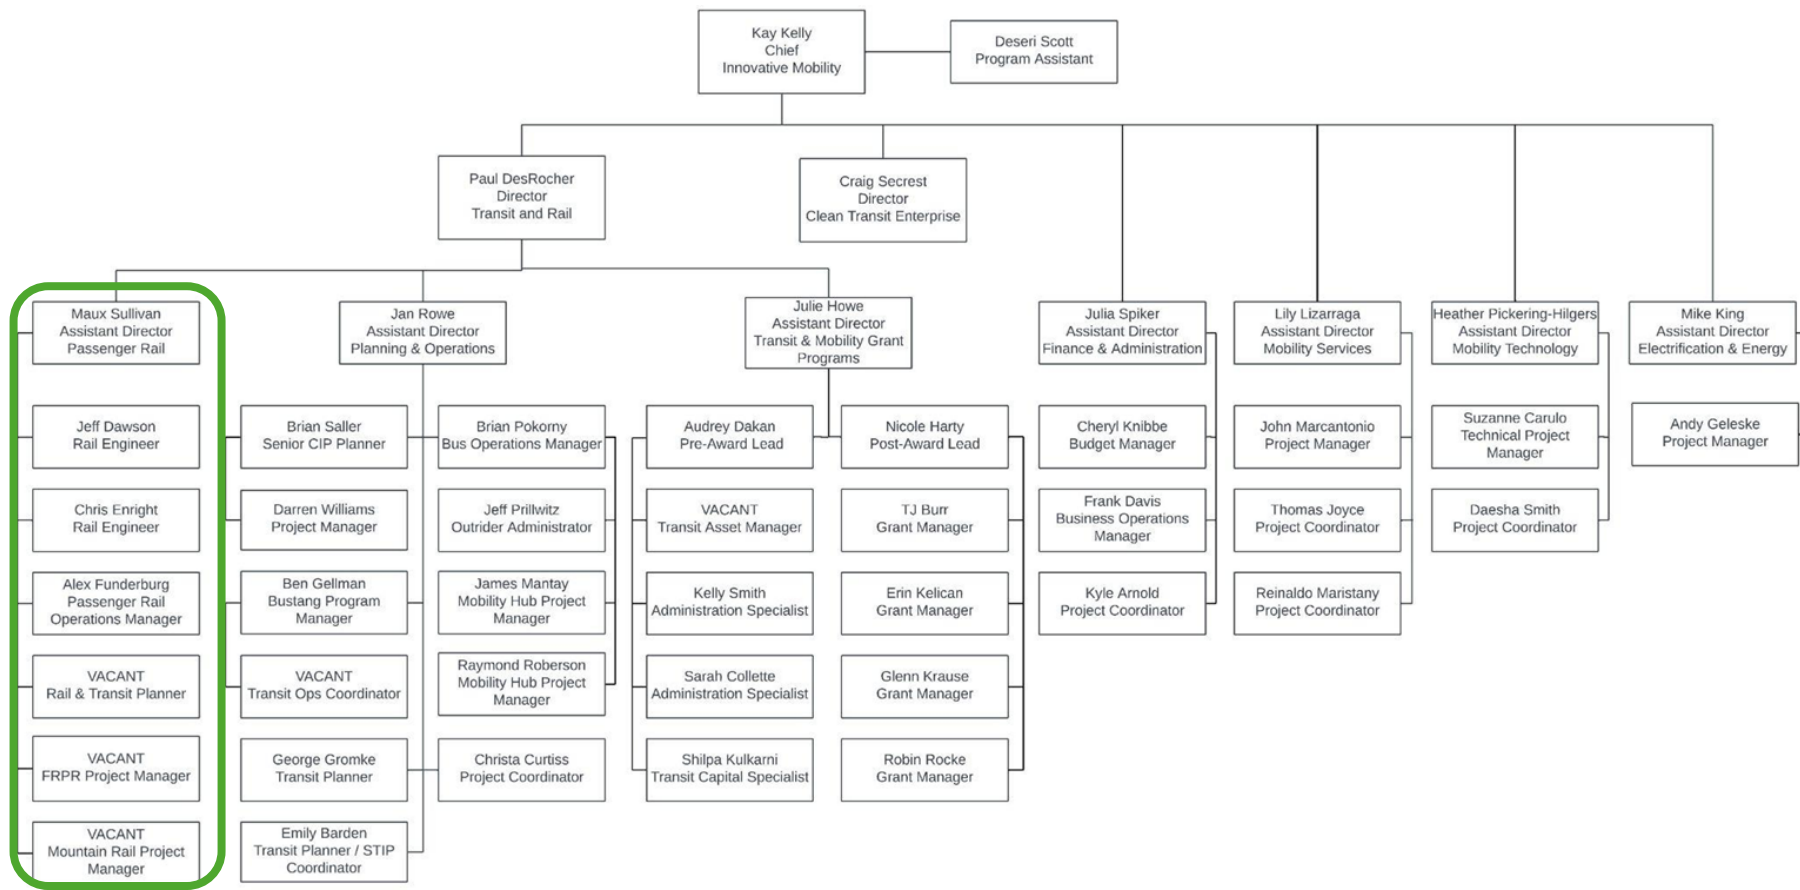 Kay Kelly
Chief
Innovative Mobility
Deseri Scott
Program Assistant
Paul DesRocher
Director
Transit and Rail
Craig Secrest
Director
Clean Transit Enterprise
Maux Sullivan
Assistant Director
Passenger Rail
Jan Rowe
Assistant Director
Planning & Operations
Julie Howe
Assistant Director
Transit & Mobility Grant
Programs
Julia Spiker
Assistant Director
Finance & Administration
Lily Lizarraga
Assistant Director
Mobility Services
Heather Pickering-Hilgers
Assistant Director
Mobility Technology
Mike King
Assistant Director
Electrification & Energy
Jeff Dawson
Rail Engineer
Brian Saller
Senior CIP Planner
Brian Pokorny
Bus Operations Manager
Audrey Dakan
Pre-Award Lead
Nicole Harty
Post-Award Lead
Cheryl Knibbe
Budget Manager
John Marcantonio
Project Manager
Suzanne Carulo
Technical Project
Manager
Andy Geleske
Project Manager
Chris Enright
Rail Engineer
Darren Williams
Project Manager
Jeff Prillwitz
Outrider Administrator
VACANT
Transit Asset Manager
TJ Burr
Grant Manager
Frank Davis
Business Operations
Manager
Thomas Joyce
Project Coordinator
Daesha Smith
Project Coordinator
Alex Funderburg
Passenger Rail
Operations Manager
Ben Gellman
Bustang Program
Manager
James Mantay
Mobility Hub Project
Manager
Kelly Smith
Administration Specialist
Erin Kelican
Grant Manager
Kyle Arnold
Project Coordinator
Reinaldo Maristany
Project Coordinator
VACANT
Rail & Transit Planner
VACANT
Transit Ops Coordinator
Raymond Roberson
Mobility Hub Project
Manager
Sarah Collette
Administration Specialist
Glenn Krause
Grant Manager
VACANT
FRPR Project Manager
George Gromke
Transit Planner
Christa Curtiss
Project Coordinator
Shilpa Kulkarni
Transit Capital Specialist
Robin Rocke
Grant Manager
VACANT
Mountain Rail Project
Manager
Emily Barden
Transit Planner / STIP
Coordinator